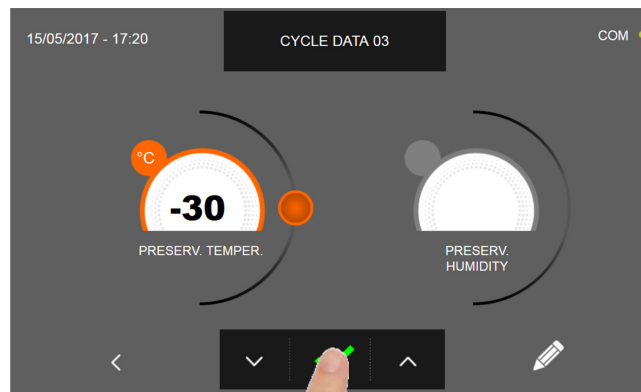 15/05/2017 - 17:20
CYCLE DATA 03
COM
°C
-30
PRESERV. TEMPER.
PRESERV.
HUMIDITY